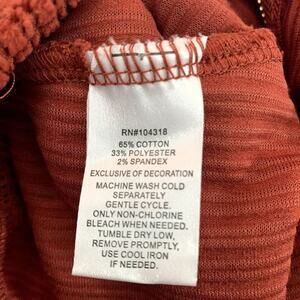 RN#104318
65% COTTON
33% POLYESTER
2% SPANDEX
EXCLUSIVE OF DECORATION
MACHINE WASH COLD
SEPARATELY
GENTLE CYCLE.
ONLY NON-CHLORINE
BLEACH WHEN NEEDED.
TUMBLE DRY LOW,
REMOVE PROMPTLY,
USE COOL IRON
IF NEEDED.